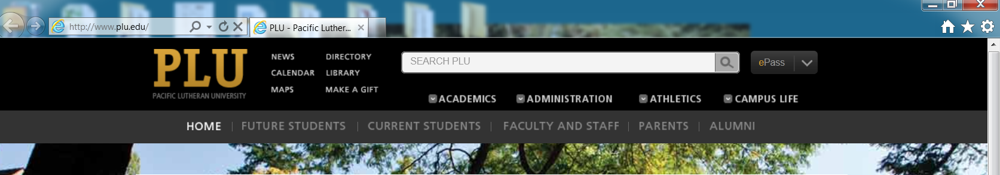 http://www.plu.edu/
PLU - Pacific Luther...
PLU
PACIFIC LUTHERAN UNIVERSITY
NEWS
CALENDAR
MAPS
DIRECTORY
LIBRARY
MAKE A GIFT
SEARCH PLU
ePass
ACADEMICS ADMINISTRATION ATHLETICS CAMPUS LIFE
HOME FUTURE STUDENTS CURRENT STUDENTS FACULTY AND STAFF PARENTS ALUMNI